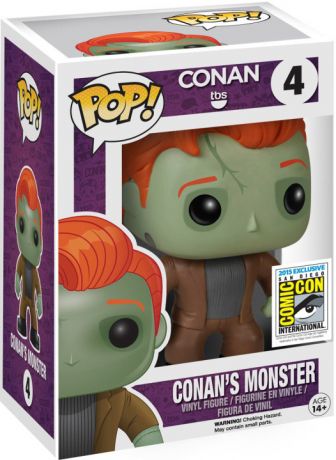 POP!
CONAN
tbs
4
POP!
CONAN'S MONSTER
4
2015 EXCLUSIVE
SAN DIEGO
COMIC CON
INTERNATIONAL
CONAN'S MONSTER
VINYL FIGURE / FIGURINE EN VINYLE /
FIGURA DE VINIL
WARNING! Choking Hazard.
May contain small parts.
AGE
14+